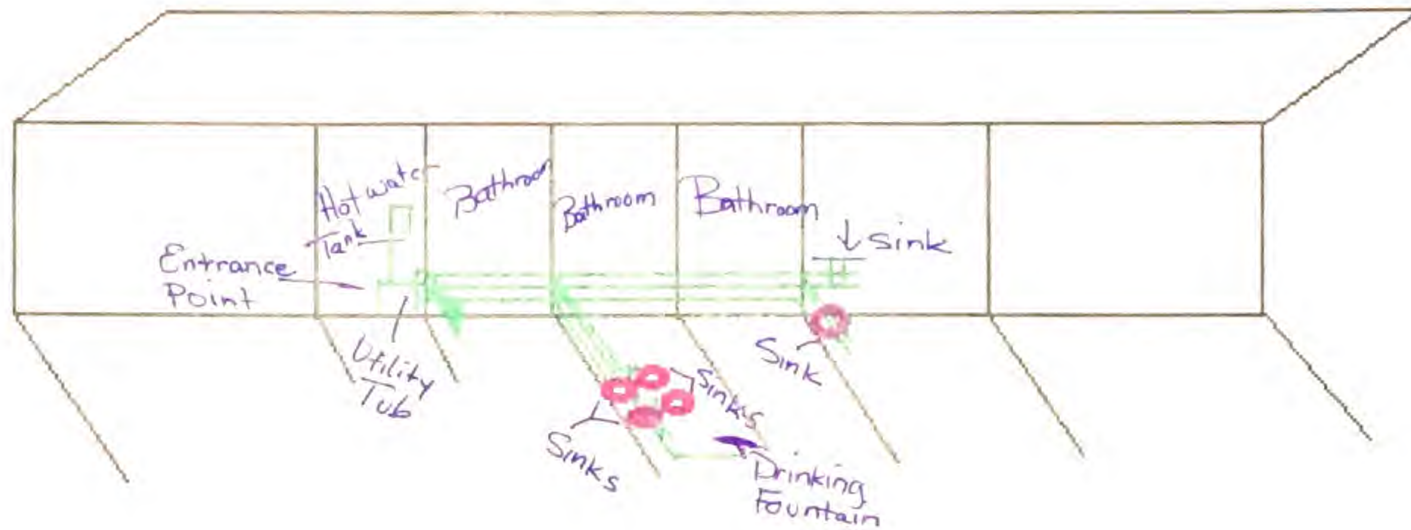 Hot water
Tank
Bathroom
Bathroom
Bathroom
Sink
Entrance
Point
Utility
Tub
Sink
Sinks
Sinks
Drinking
Fountain